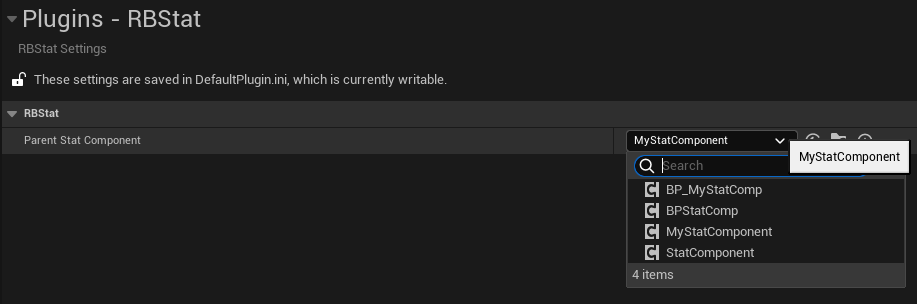 Plugins - RBStat
RBStat Settings
These settings are saved in DefaultPlugin.ini, which is currently writable.
RBStat
Parent Stat Component
MyStatComponent
MyStatComponent
Search
BP_MyStatComp
BPStatComp
MyStatComponent
StatComponent
4 items